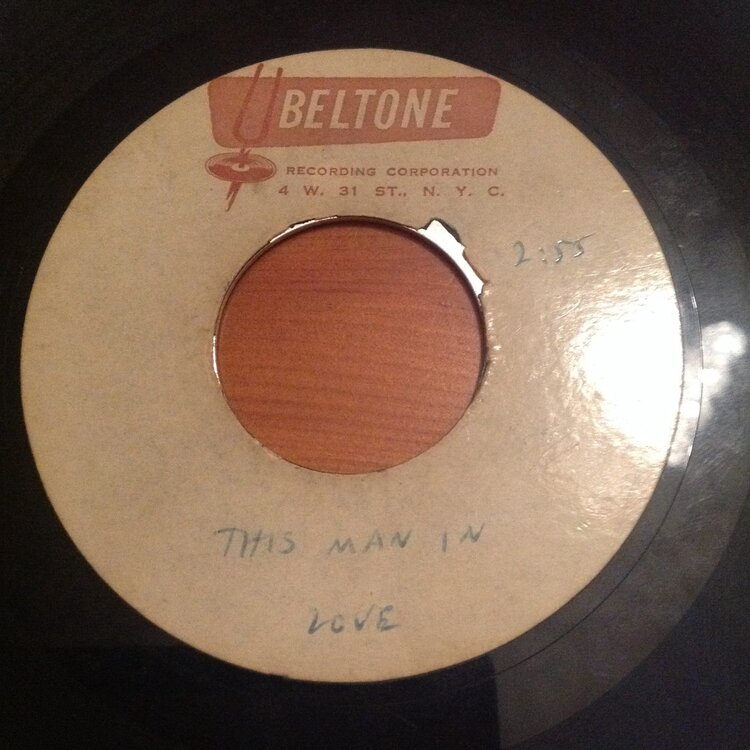 BELTONE
RECORDING CORPORATION
4 W. 31 ST., N. Y. C.
2:55
THIS MAN IN
LOVE